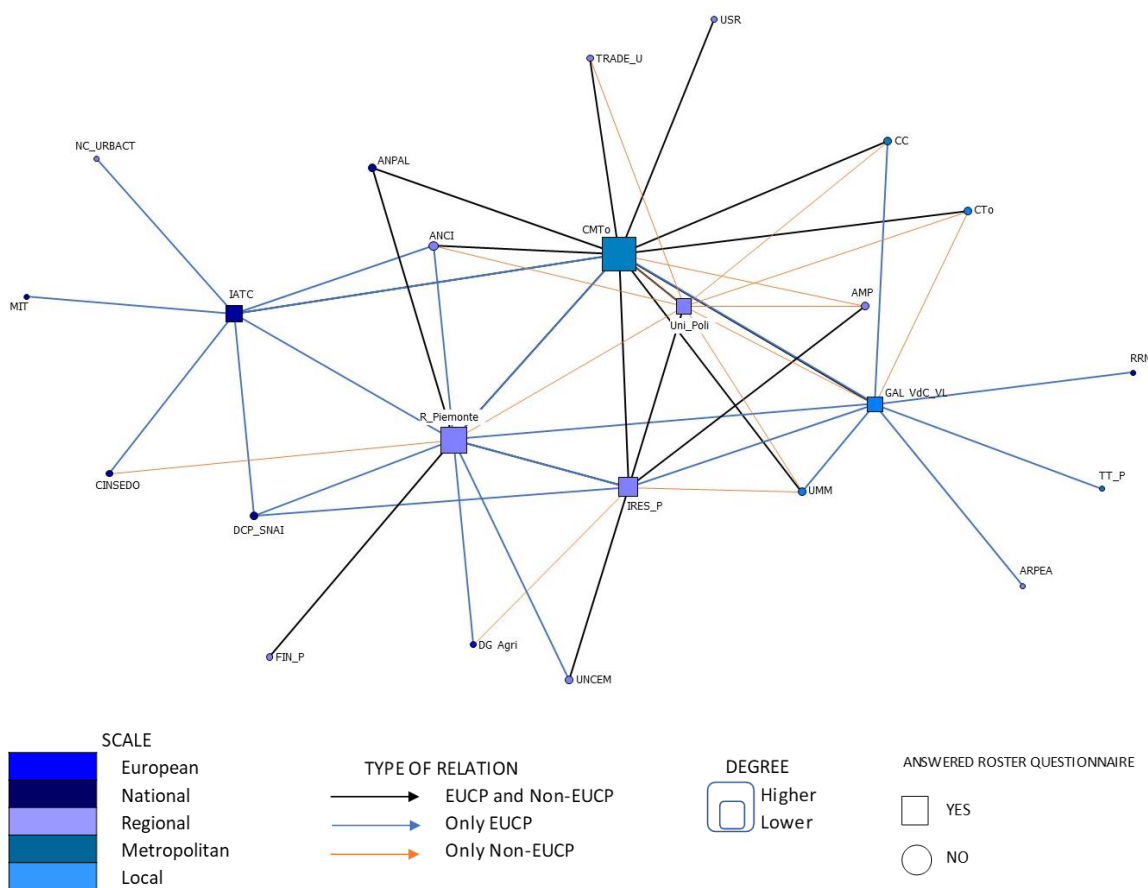 USR
TRADE_U
CC
NC_URBACT
ANPAL
CTo
ANCI
CMTo
AMP
IATC
MIT
Uni_Poli
RRN
GAL VdC_VL
R_Piemonte
CINSEDO
TT_P
IRES_P
UMM
DCP_SNAI
ARPEA
DG Agri
FIN_P
UNCEM
SCALE
European
National
Regional
Metropolitan
Local
TYPE OF RELATION
EUCP and Non-EUCP
Only EUCP
Only Non-EUCP
DEGREE
Higher
Lower
ANSWERED ROSTER QUESTIONNAIRE
YES
NO